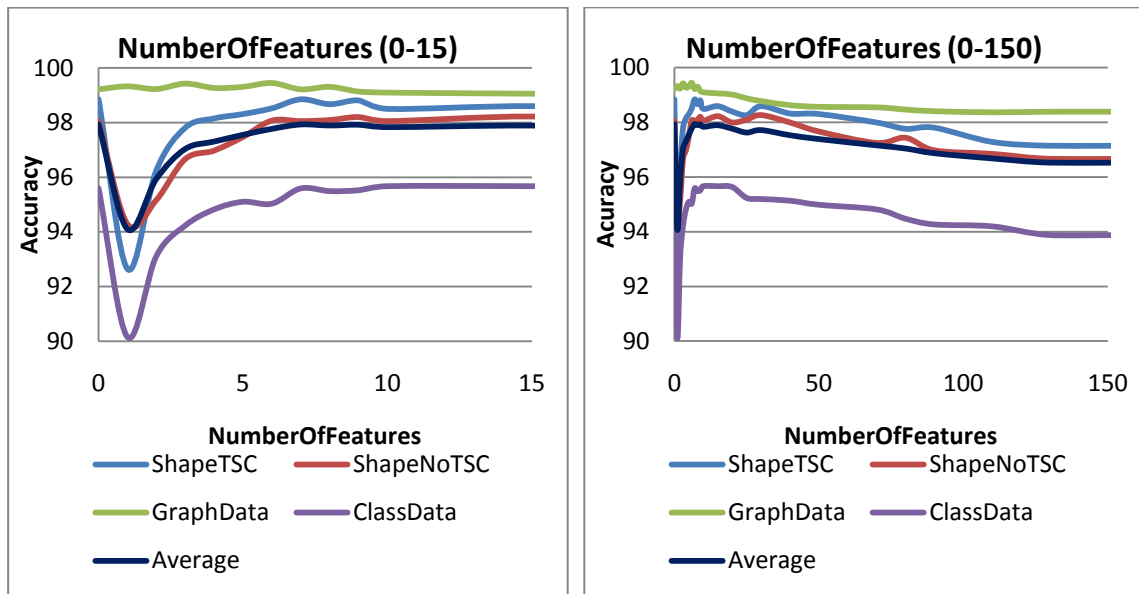 NumberOfFeatures (0-15)
Accuracy
100
98
96
94
92
90
0 5 10 15
NumberOfFeatures
ShapeTSC ShapeNoTSC
GraphData ClassData
Average
NumberOfFeatures (0-150)
Acuracy
100
98
96
94
92
90
0 50 100 150
NumberOfFeatures
ShapeTSC ShapeNoTSC
GraphData ClassData
Average